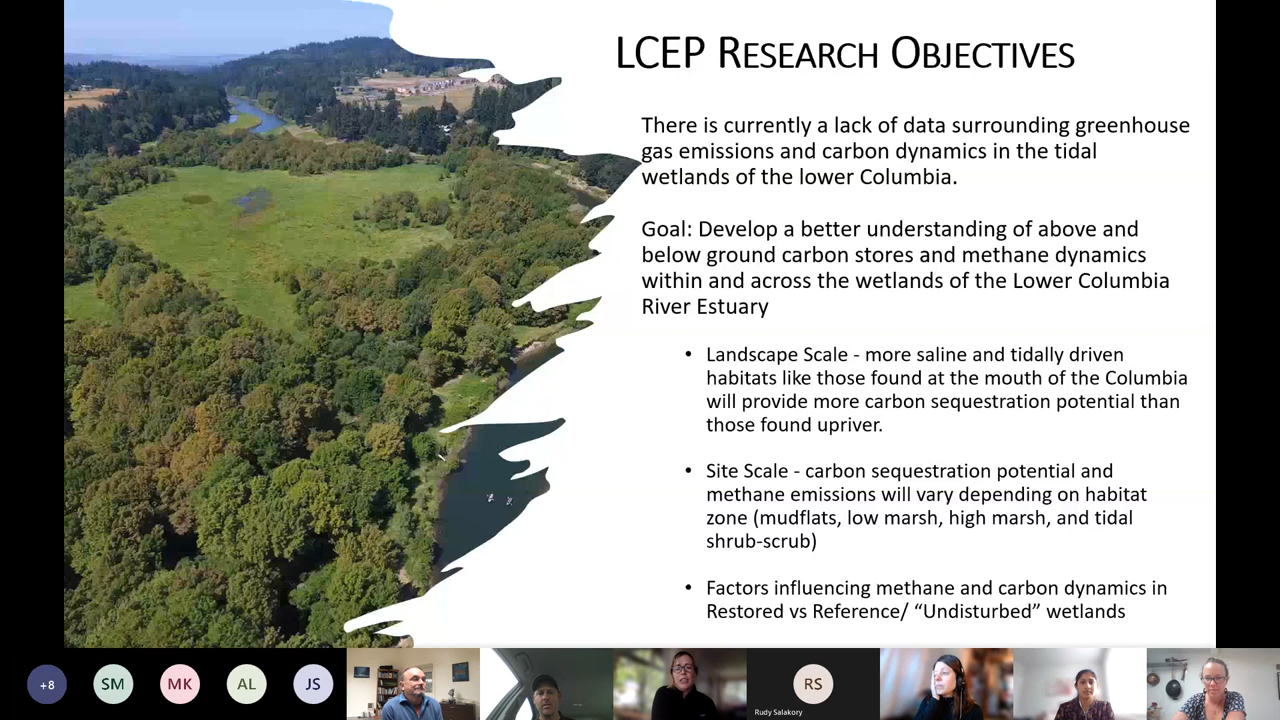 LCEP RESEARCH OBJECTIVES
There is currently a lack of data surrounding greenhouse
gas emissions and carbon dynamics in the tidal
wetlands of the lower Columbia.
Goal: Develop a better understanding of above and
below ground carbon stores and methane dynamics
within and across the wetlands of the Lower Columbia
River Estuary
• Landscape Scale - more saline and tidally driven
habitats like those found at the mouth of the Columbia
will provide more carbon sequestration potential than
those found upriver.
• Site Scale - carbon sequestration potential and
methane emissions will vary depending on habitat
zone (mudflats, low marsh, high marsh, and tidal
shrub-scrub)
• Factors influencing methane and carbon dynamics in
Restored vs Reference/ “Undisturbed” wetlands
+8 SM MK AL JS RS
Rudy Salakory